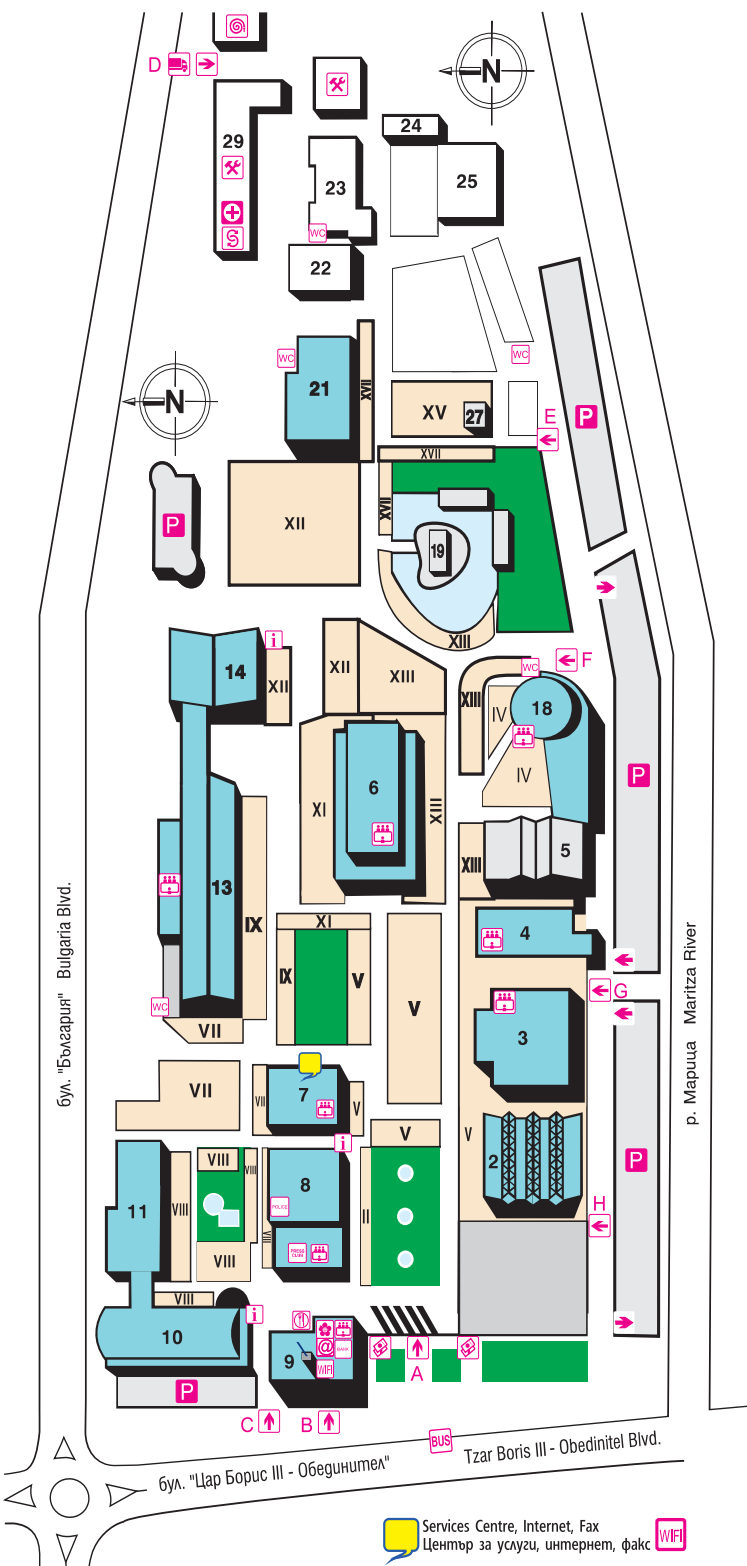 D
N
24
29
23
25
WC
22
WC
WC
21
XVII
N
XV
27
E
P
XVII
XVII
P
XII
19
XIII
i
F
14
XII
XII
XIII
WC
XIII
18
IV
IV
P
6
XI
XIII
XIII
5
13
IX
4
XI
IX
V
V
G
WC
VII
3
бул. "България" Bulgaria Blvd.
р. Марица Maritza River
VII
VII
7
V
i
V
V
2
P
VIII
VIII
8
11
VIII
POLICE
II
H
VIII
VIII
PRESS CLUB
VIII
i
10
9
@
BANK
WIFI
A
P
C
B
BUS
бул. "Цар Борис III - Обединител"
Tzar Boris III - Obedinitel Blvd.
Services Centre, Internet, Fax
Център за услуги, интернет, факс
WIFI